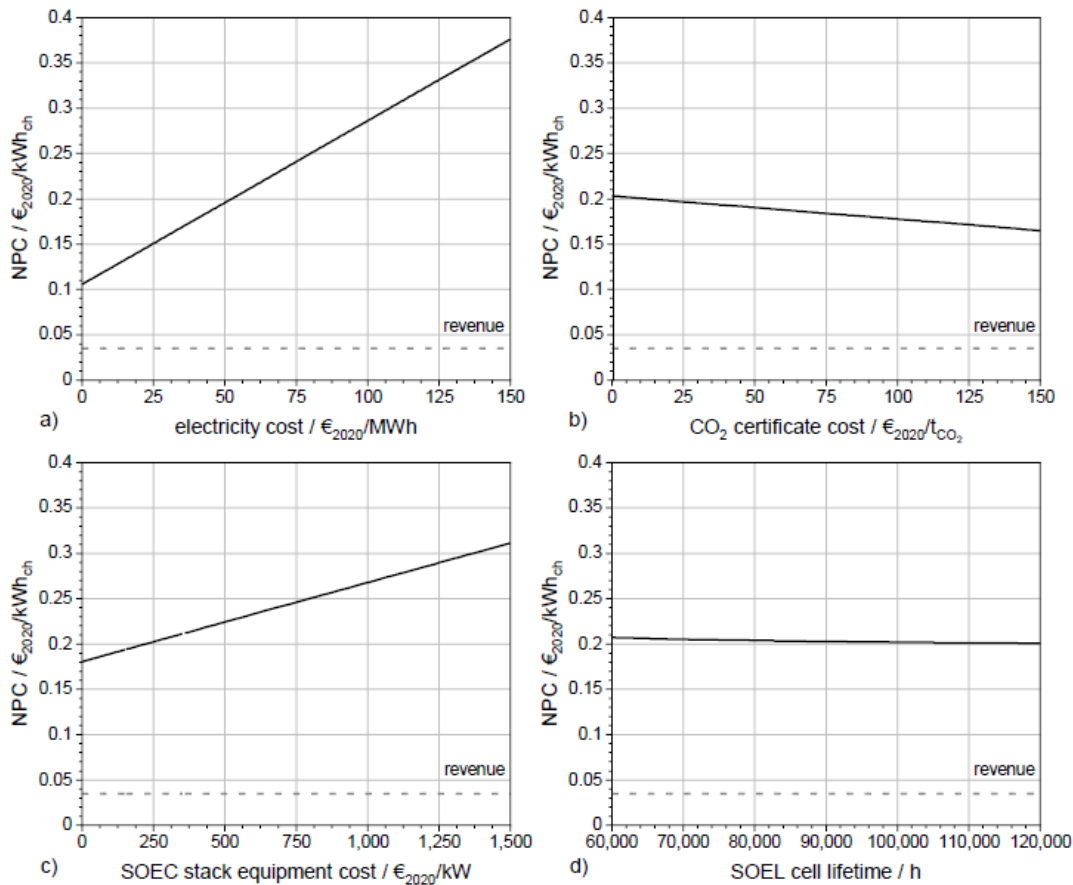 0.4
0.35
0.3
0.25
0.2
0.15
0.1
0.05
0
NPC / €2020/kWhch
revenue
0 25 50 75 100 125 150
a) electricity cost / €2020/MWh
0.4
0.35
0.3
0.25
0.2
0.15
0.1
0.05
0
NPC / €2020/kWhch
revenue
0 25 50 75 100 125 150
b) CO2 certificate cost / €2020/tCO2
0.4
0.35
0.3
0.25
0.2
0.15
0.1
0.05
0
NPC / €2020/kWhch
revenue
0 250 500 750 1,000 1,250 1,500
c) SOEC stack equipment cost / €2020/kW
0.4
0.35
0.3
0.25
0.2
0.15
0.1
0.05
0
NPC / €2020/kWhch
revenue
60,000 70,000 80,000 90,000 100,000 110,000 120,000
d) SOEL cell lifetime / h